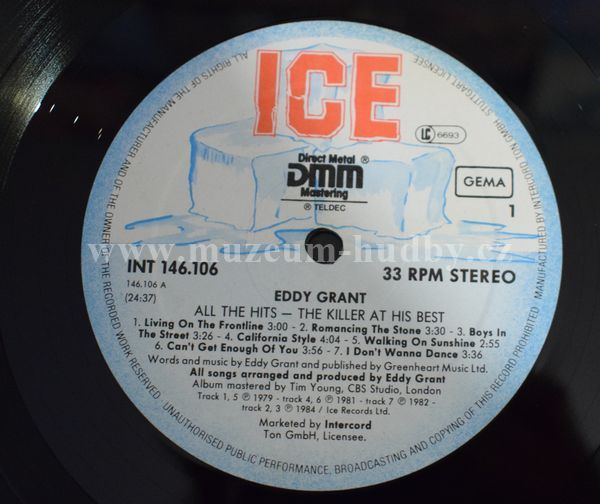 ALL RIGHTS OF THE MANUFACTURER AND OF THE OWNER OF THE RECORDED WORK RESERVED
UNAUTHORISED PUBLIC PERFORMANCE, BROADCASTING AND COPYING OF THIS RECORD PROHIBITED
MANUFACTURED BY INTERCORD TON GMBH, STUTTGART LICENSEE
ICE
LC 6693
Direct Metal ®
DMM
Mastering
® TELDEC
GEMA
1
www.muzeum-hudby.cz
INT 146.106
33 RPM STEREO
146.106 A
(24:37)
EDDY GRANT
ALL THE HITS — THE KILLER AT HIS BEST
1. Living On The Frontline 3:00 - 2. Romancing The Stone 3:30 - 3. Boys In
The Street 3:26 - 4. California Style 4:04 - 5. Walking On Sunshine 2:55
6. Can't Get Enough Of You 3:56 - 7. I Don't Wanna Dance 3:36
Words and music by Eddy Grant and published by Greenheart Music Ltd.
All songs arranged and produced by Eddy Grant
Album mastered by Tim Young, CBS Studio, London
Track 1, 5 ℗ 1979 - track 4, 6 ℗ 1981 - track 7 ℗ 1982 -
track 2, 3 ℗ 1984 / Ice Records Ltd.
Marketed by Intercord
Ton GmbH, Licensee.